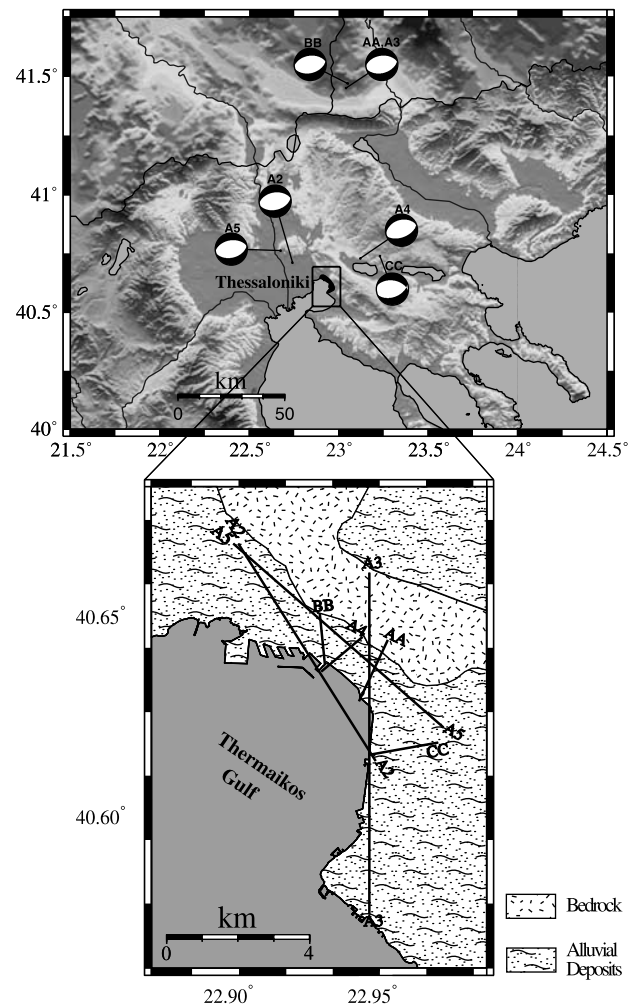 BB AA,A3
41.5°
41°
A2
A4
A5
CC
Thessaloniki
40.5°
km
0 50
40°
21.5° 22° 22.5° 23° 23.5° 24° 24.5°
A5 A2
A3
BB
40.65°
A4 AA
A5
CC
A2
Thermaikos
Gulf
40.60°
A3
km
0 4
Bedrock
Alluvial
Deposits
22.90° 22.95°